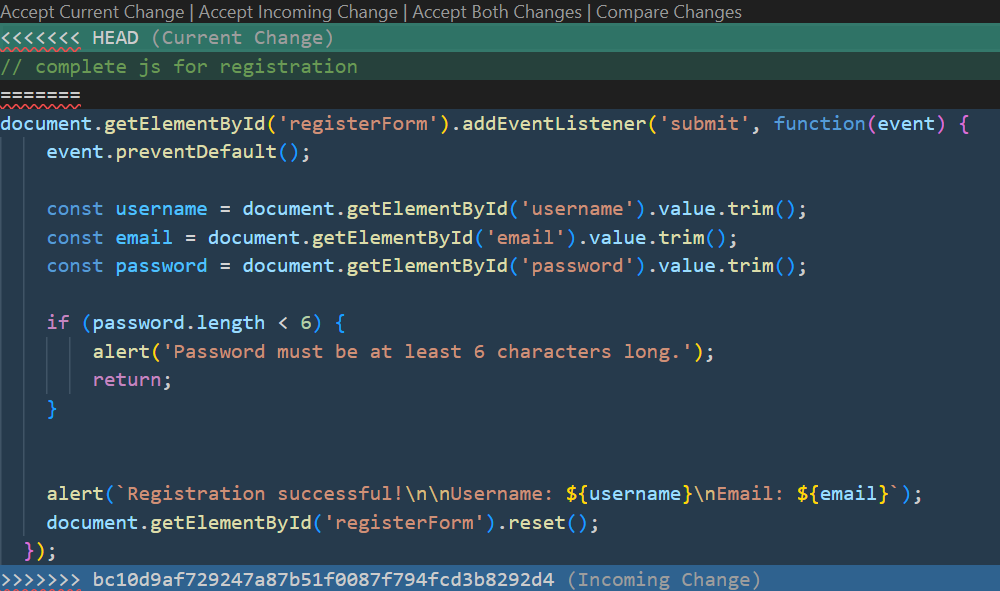 Accept Current Change | Accept Incoming Change | Accept Both Changes | Compare Changes
<<<<<<< HEAD (Current Change)
// complete js for registration
=======
document.getElementById('registerForm').addEventListener('submit', function(event) {
    event.preventDefault();

    const username = document.getElementById('username').value.trim();
    const email = document.getElementById('email').value.trim();
    const password = document.getElementById('password').value.trim();

    if (password.length < 6) {
        alert('Password must be at least 6 characters long.');
        return;
    }


    alert(`Registration successful!\n\nUsername: ${username}\nEmail: ${email}`);
    document.getElementById('registerForm').reset();
  });
>>>>>>> bc10d9af729247a87b51f0087f794fcd3b8292d4 (Incoming Change)